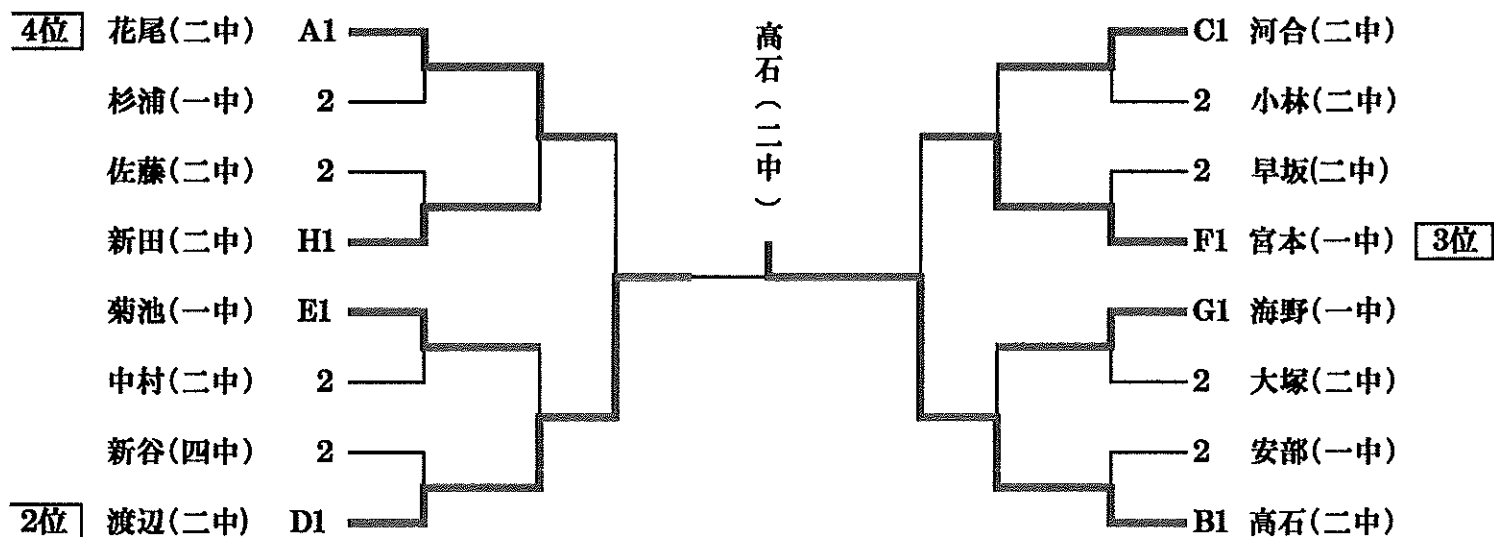 4位 花尾(二中) A1
杉浦(一中) 2
佐藤(二中) 2
新田(二中) H1
菊池(一中) E1
中村(二中) 2
新谷(四中) 2
2位 渡辺(二中) D1
高石(二中)
C1 河合(二中)
2 小林(二中)
2 早坂(二中)
F1 宮本(一中) 3位
G1 海野(一中)
2 大塚(二中)
2 安部(一中)
B1 高石(二中)